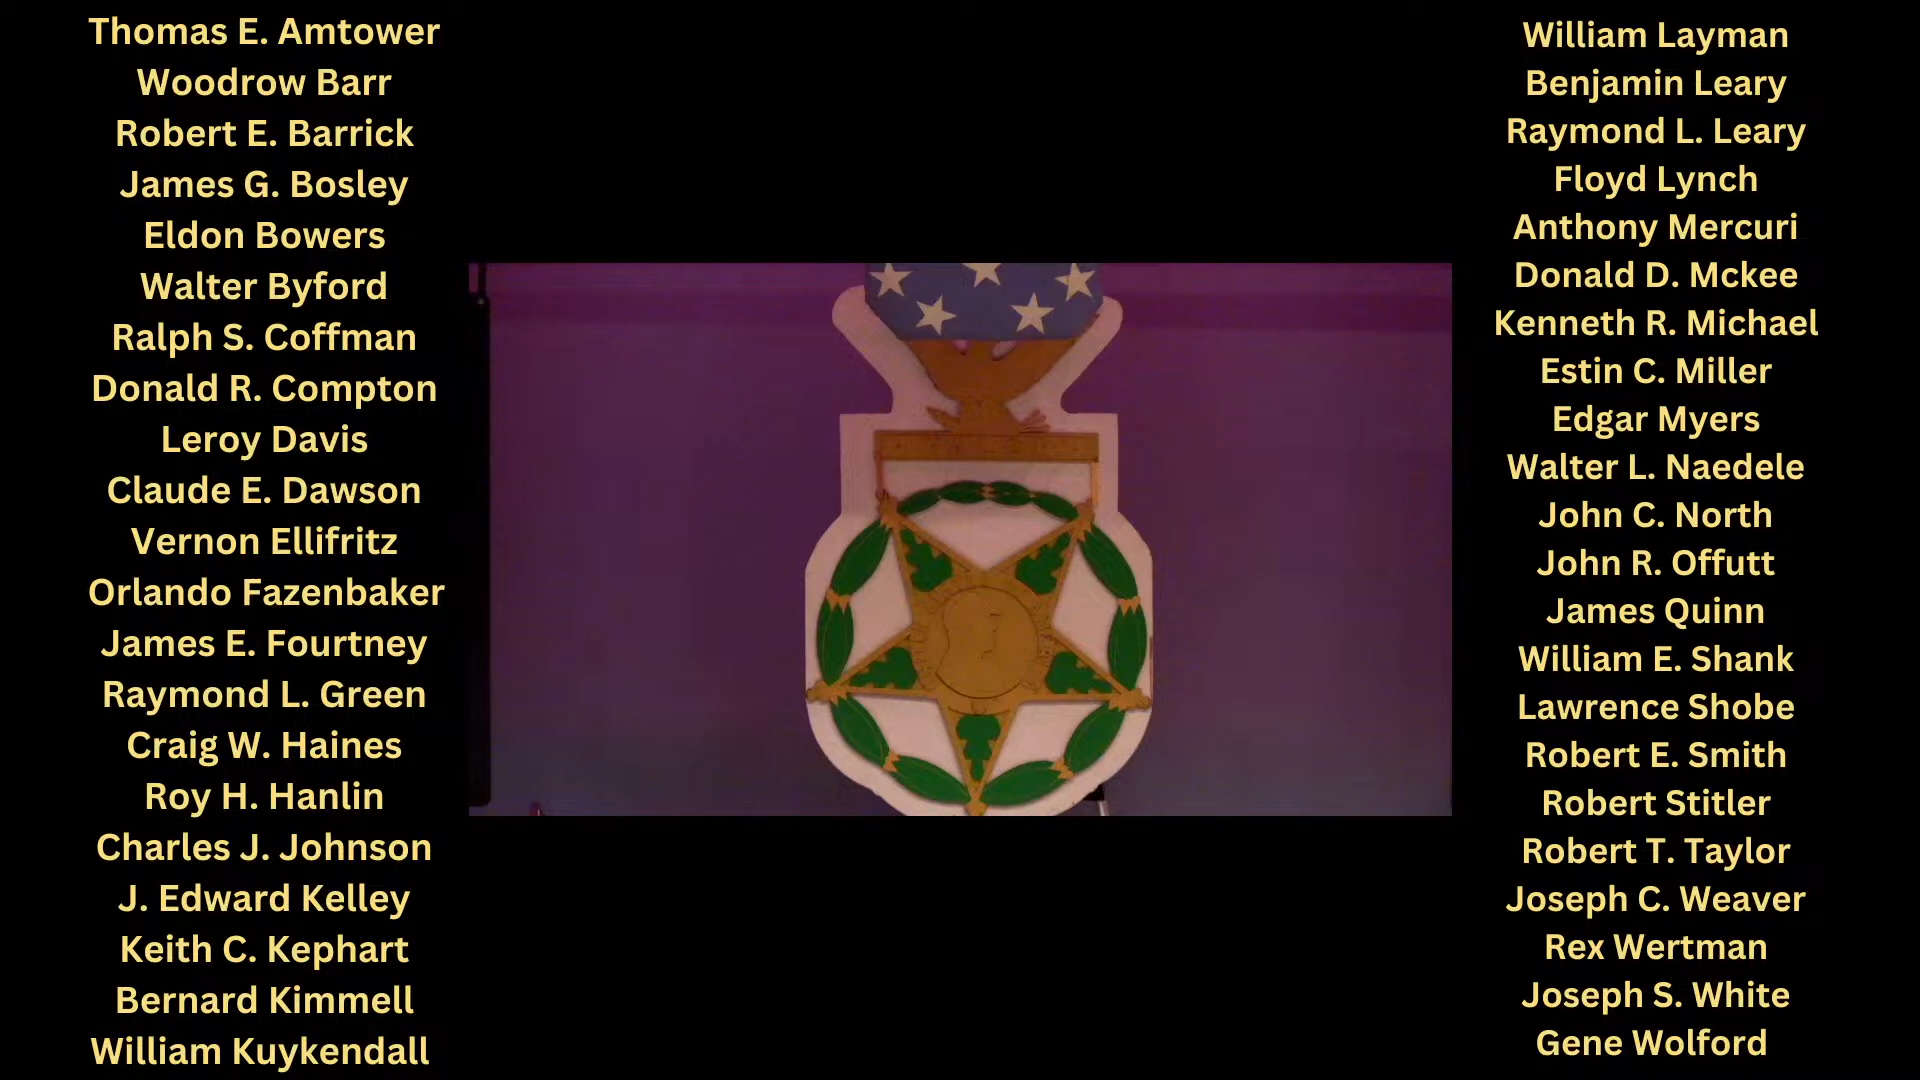 Thomas E. Amtower
Woodrow Barr
Robert E. Barrick
James G. Bosley
Eldon Bowers
Walter Byford
Ralph S. Coffman
Donald R. Compton
Leroy Davis
Claude E. Dawson
Vernon Ellifritz
Orlando Fazenbaker
James E. Fourtney
Raymond L. Green
Craig W. Haines
Roy H. Hanlin
Charles J. Johnson
J. Edward Kelley
Keith C. Kephart
Bernard Kimmell
William Kuykendall
William Layman
Benjamin Leary
Raymond L. Leary
Floyd Lynch
Anthony Mercuri
Donald D. Mckee
Kenneth R. Michael
Estin C. Miller
Edgar Myers
Walter L. Naedele
John C. North
John R. Offutt
James Quinn
William E. Shank
Lawrence Shobe
Robert E. Smith
Robert Stitler
Robert T. Taylor
Joseph C. Weaver
Rex Wertman
Joseph S. White
Gene Wolford